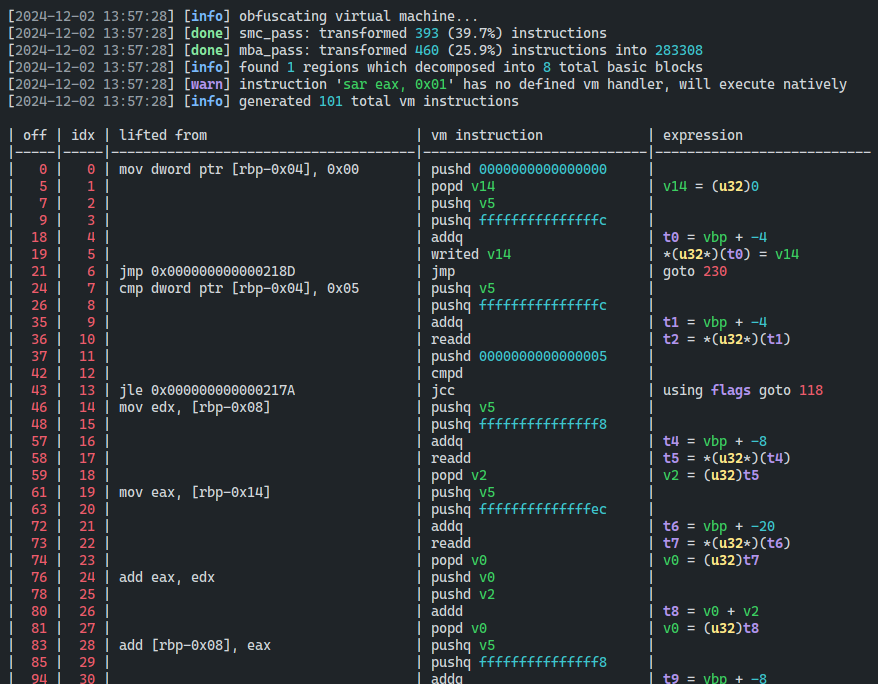 [2024-12-02 13:57:28] [info] obfuscating virtual machine...
[2024-12-02 13:57:28] [done] smc_pass: transformed 393 (39.7%) instructions
[2024-12-02 13:57:28] [done] mba_pass: transformed 460 (25.9%) instructions into 283308
[2024-12-02 13:57:28] [info] found 1 regions which decomposed into 8 total basic blocks
[2024-12-02 13:57:28] [warn] instruction 'sar eax, 0x01' has no defined vm handler, will execute natively
[2024-12-02 13:57:28] [info] generated 101 total vm instructions
| off | idx | lifted from | vm instruction | expression
|-----|-----|-------------------------------------|----------------------------|---------------------------
| 0 | 0 | mov dword ptr [rbp-0x04], 0x00 | pushd 0000000000000000 |
| 5 | 1 | | popd v14 | v14 = (u32)0
| 7 | 2 | | pushq v5 |
| 9 | 3 | | pushq fffffffffffffffc |
| 18 | 4 | | addq | t0 = vbp + -4
| 19 | 5 | | writed v14 | *(u32*)(t0) = v14
| 21 | 6 | jmp 0x000000000000218D | jmp | goto 230
| 24 | 7 | cmp dword ptr [rbp-0x04], 0x05 | pushq v5 |
| 26 | 8 | | pushq fffffffffffffffc |
| 35 | 9 | | addq | t1 = vbp + -4
| 36 | 10 | | readd | t2 = *(u32*)(t1)
| 37 | 11 | | pushd 0000000000000005 |
| 42 | 12 | | cmpd |
| 43 | 13 | jle 0x000000000000217A | jcc | using flags goto 118
| 46 | 14 | mov edx, [rbp-0x08] | pushq v5 |
| 48 | 15 | | pushq fffffffffffffff8 |
| 57 | 16 | | addq | t4 = vbp + -8
| 58 | 17 | | readd | t5 = *(u32*)(t4)
| 59 | 18 | | popd v2 | v2 = (u32)t5
| 61 | 19 | mov eax, [rbp-0x14] | pushq v5 |
| 63 | 20 | | pushq ffffffffffffffec |
| 72 | 21 | | addq | t6 = vbp + -20
| 73 | 22 | | readd | t7 = *(u32*)(t6)
| 74 | 23 | | popd v0 | v0 = (u32)t7
| 76 | 24 | add eax, edx | pushd v0 |
| 78 | 25 | | pushd v2 |
| 80 | 26 | | addd | t8 = v0 + v2
| 81 | 27 | | popd v0 | v0 = (u32)t8
| 83 | 28 | add [rbp-0x08], eax | pushq v5 |
| 85 | 29 | | pushq fffffffffffffff8 |
| 94 | 30 | | addq | t9 = vbp + -8